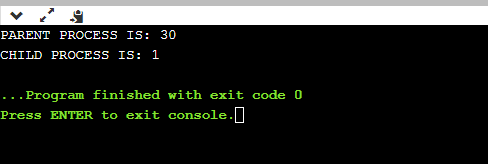 PARENT PROCESS IS: 30
CHILD PROCESS IS: 1
...Program finished with exit code 0
Press ENTER to exit console.